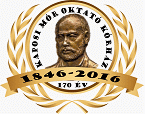 KAPOSI MÓR OKTATÓ KÓRHÁZ
1846-2016
170 ÉV